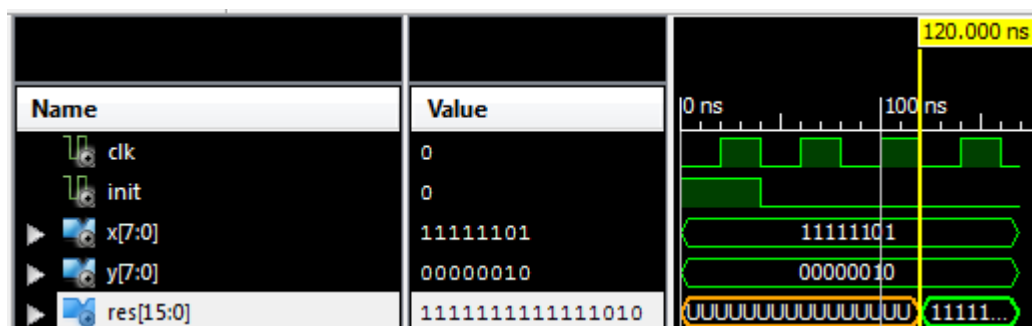 120.000 ns
Name Value 0 ns 100 ns
clk 0
init 0
x[7:0] 11111101 11111101
y[7:0] 00000010 00000010
res[15:0] 1111111111111010 UUUUUUUUUUUUUUUU 11111...